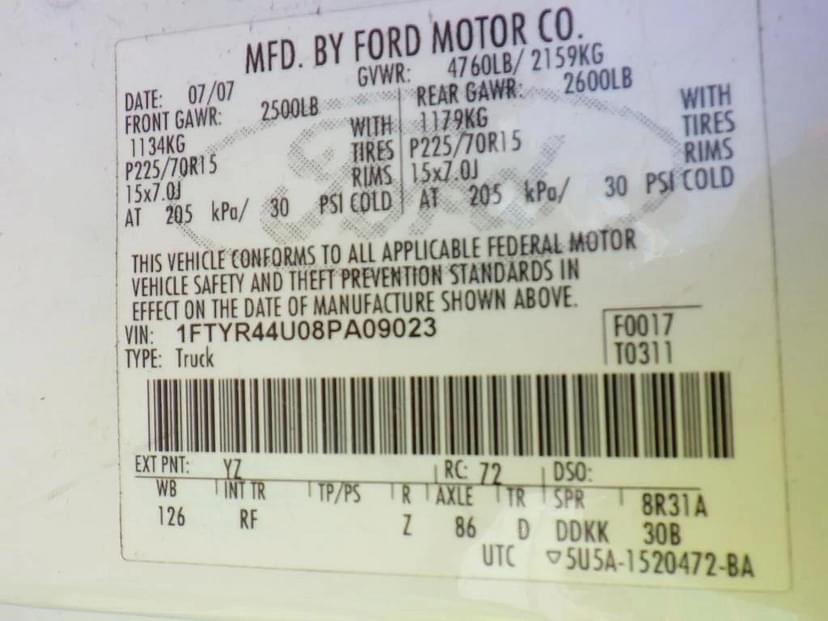 MFD. BY FORD MOTOR CO.
DATE: 07/07 GVWR: 4760LB/ 2159KG
FRONT GAWR: 2500LB REAR GAWR: 2600LB
1134KG WITH 1179KG WITH
P225/70R15 TIRES P225/70R15 TIRES
15x7.0J RIMS 15x7.0J RIMS
AT 205 kPa/ 30 PSI COLD AT 205 kPa/ 30 PSI COLD
Ford
THIS VEHICLE CONFORMS TO ALL APPLICABLE FEDERAL MOTOR
VEHICLE SAFETY AND THEFT PREVENTION STANDARDS IN
EFFECT ON THE DATE OF MANUFACTURE SHOWN ABOVE.
VIN: 1FTYR44U08PA09023 F0017
TYPE: Truck T0311
EXT PNT: YZ RC: 72 DSO:
WB INT TR TP/PS R AXLE TR SPR 8R31A
126 RF Z 86 D DDKK 30B
UTC ▽5U5A-1520472-BA